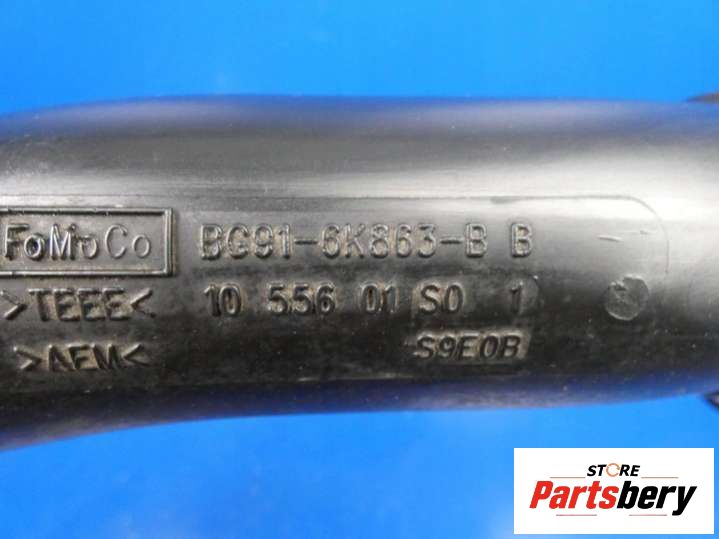 FoMoCo BG91-6K863-B B
>TEEE< 10 556 01 S0 1
>AEM< S9E0B
STORE
Partsbery